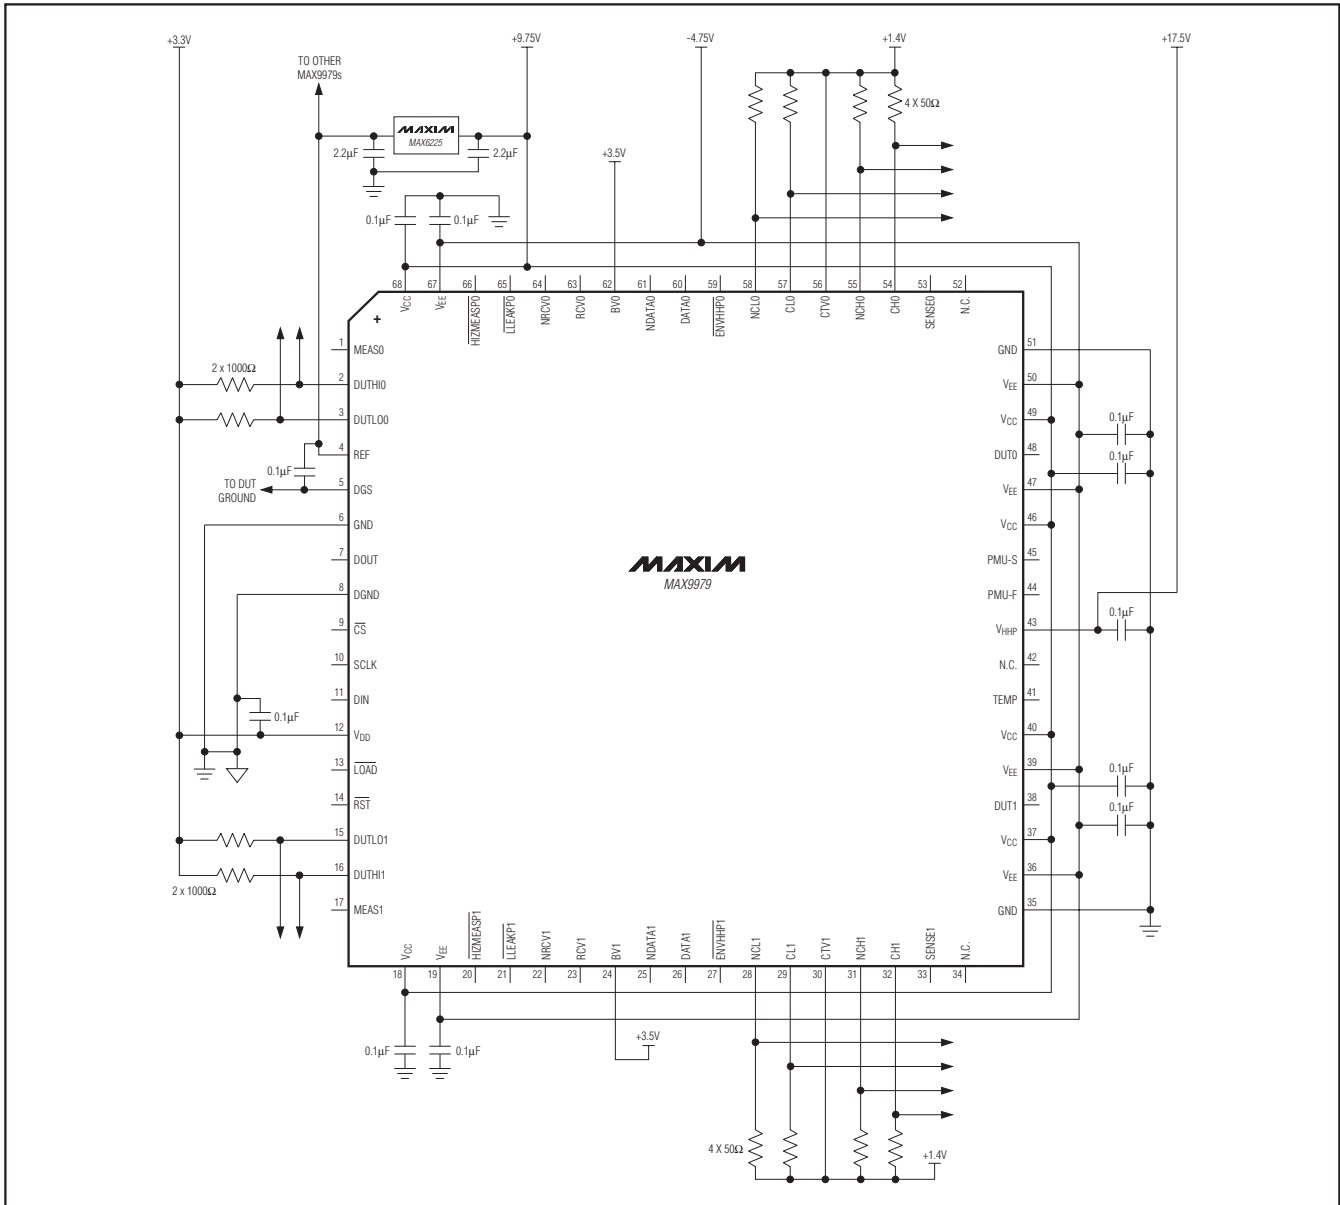 +3.3V
+9.75V
-4.75V
+1.4V
+17.5V
TO OTHER
MAX9979s
4 X 50Ω
MAXIM
MAX6225
2.2μF
2.2μF
+3.5V
0.1μF
0.1μF
68
67
66
65
64
63
62
61
60
59
58
57
56
55
54
53
52
VCC
VEE
HIZMEASP0
LLEAKP0
NRCV0
RCV0
BV0
NDATA0
DATA0
ENVHHP0
NCL0
CL0
CTV0
NCH0
CH0
SENSE0
N.C.
+
1
MEAS0
2 x 1000Ω
2
DUTHI0
3
DUTLO0
4
REF
0.1μF
TO DUT
GROUND
5
DGS
6
GND
7
DOUT
8
DGND
9
CS
10
SCLK
11
DIN
0.1μF
12
VDD
13
LOAD
14
RST
15
DUTLO1
16
DUTHI1
2 x 1000Ω
17
MEAS1
MAXIM
MAX9979
GND
51
VEE
50
VCC
49
0.1μF
DUT0
48
0.1μF
VEE
47
VCC
46
PMU-S
45
PMU-F
44
VHHP
43
0.1μF
N.C.
42
TEMP
41
VCC
40
VEE
39
0.1μF
DUT1
38
0.1μF
VCC
37
VEE
36
GND
35
VCC
VEE
HIZMEASP1
LLEAKP1
NRCV1
RCV1
BV1
NDATA1
DATA1
ENVHHP1
NCL1
CL1
CTV1
NCH1
CH1
SENSE1
N.C.
18
19
20
21
22
23
24
25
26
27
28
29
30
31
32
33
34
0.1μF
0.1μF
+3.5V
4 X 50Ω
+1.4V